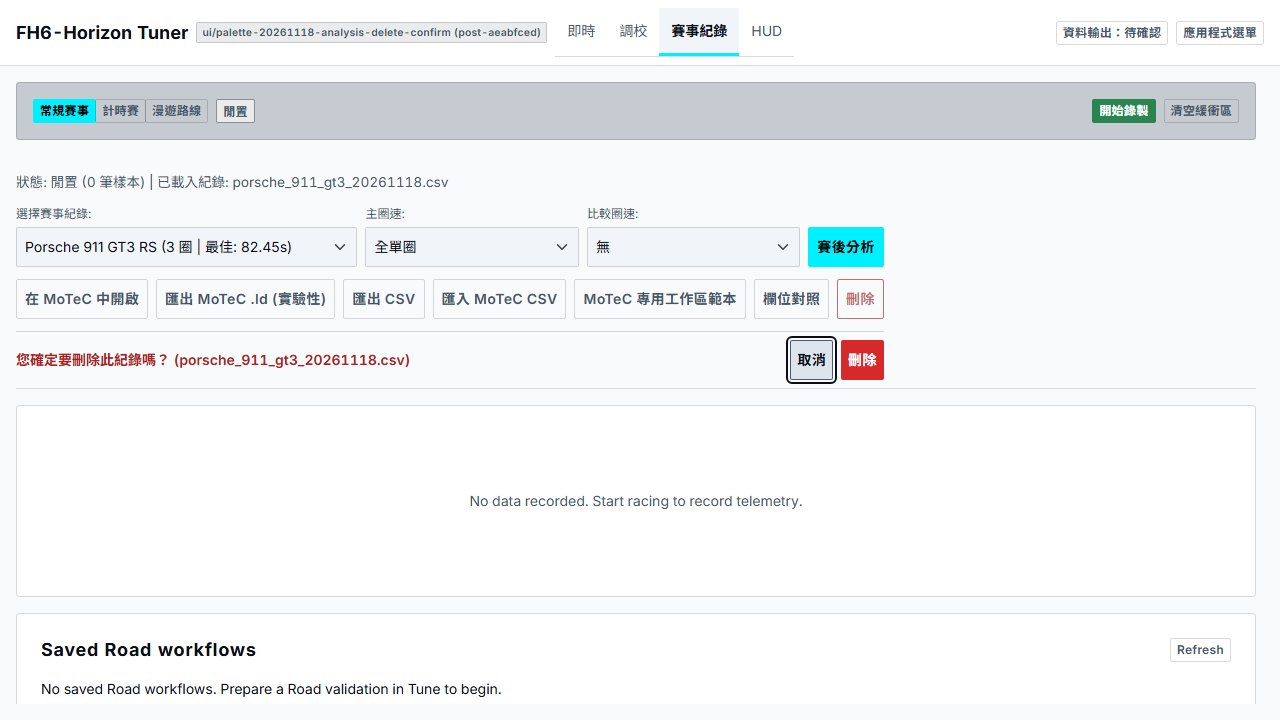 FH6-Horizon Tuner
ui/palette-20261118-analysis-delete-confirm (post-aeabfced)
即時
調校
賽事紀錄
HUD
資料輸出：待確認
應用程式選單
常規賽事
計時賽
漫遊路線
閒置
開始錄製
清空緩衝區
狀態: 閒置 (0 筆樣本) | 已載入紀錄: porsche_911_gt3_20261118.csv
選擇賽事紀錄:
主圈速:
比較圈速:
Porsche 911 GT3 RS (3 圈 | 最佳: 82.45s)
全單圈
無
賽後分析
在 MoTeC 中開啟
匯出 MoTeC .ld (實驗性)
匯出 CSV
匯入 MoTeC CSV
MoTeC 專用工作區範本
欄位對照
刪除
您確定要刪除此紀錄嗎？ (porsche_911_gt3_20261118.csv)
取消
刪除
No data recorded. Start racing to record telemetry.
Saved Road workflows
Refresh
No saved Road workflows. Prepare a Road validation in Tune to begin.